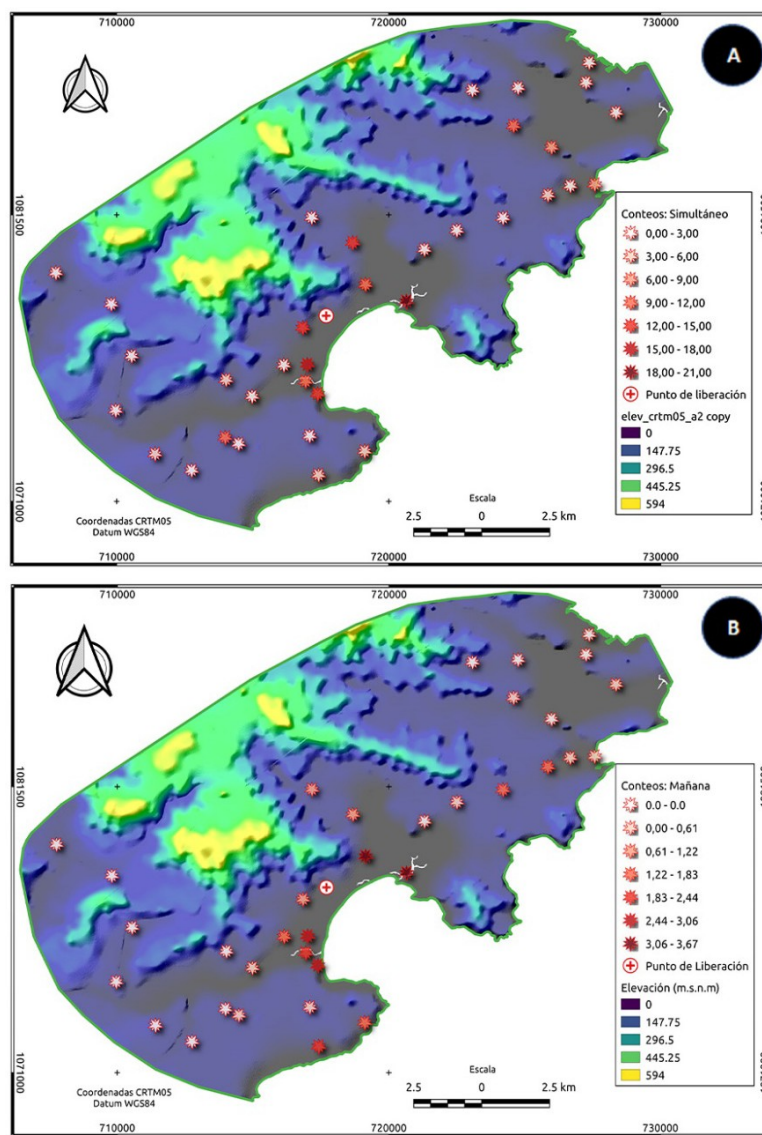 710000 720000 730000
A
1081500
Conteos: Simultáneo
0,00 - 3,00
3,00 - 6,00
6,00 - 9,00
9,00 - 12,00
12,00 - 15,00
15,00 - 18,00
18,00 - 21,00
Punto de liberación
elev_crtm05_a2 copy
0
147.75
296.5
445.25
594
1071000
Coordenadas CRTM05
Datum WGS84
Escala
2.5 0 2.5 km
710000 720000 730000
710000 720000 730000
B
1081500
Conteos: Mañana
0.0 - 0.0
0,00 - 0,61
0,61 - 1,22
1,22 - 1,83
1,83 - 2,44
2,44 - 3,06
3,06 - 3,67
Punto de Liberación
Elevación (m.s.n.m)
0
147.75
296.5
445.25
594
1071000
Coordenadas CRTM05
Datum WGS84
Escala
2.5 0 2.5 km
710000 720000 730000